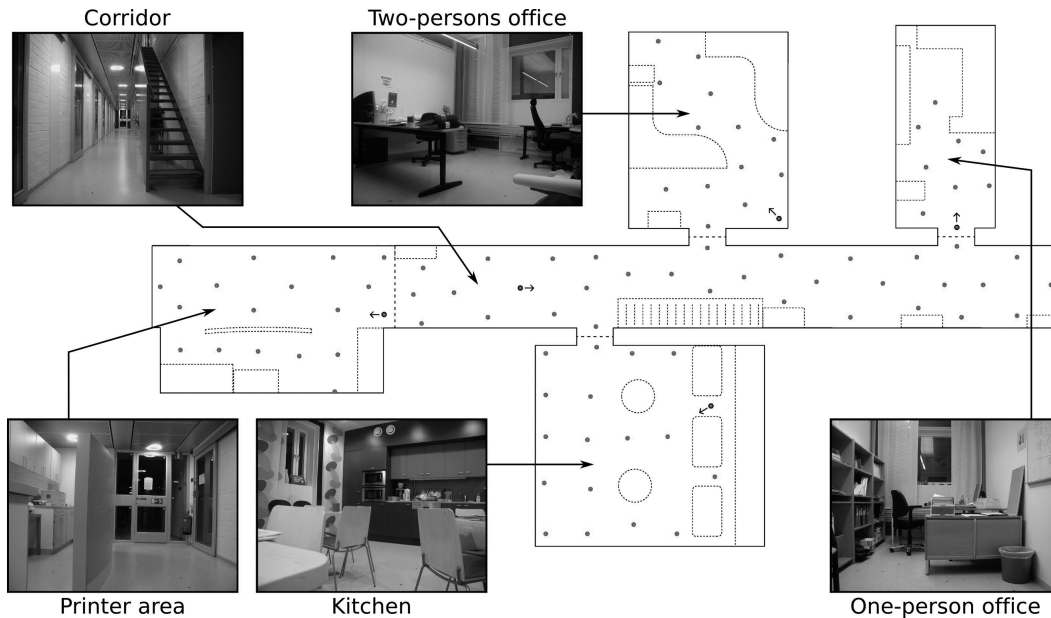 Corridor
Two-persons office
Printer area
Kitchen
One-person office